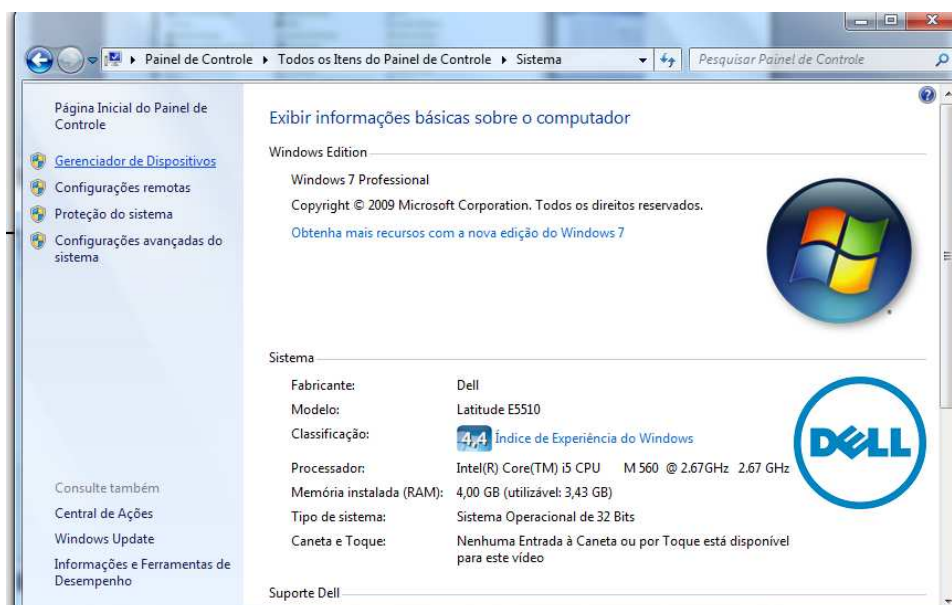 Painel de Controle ▸ Todos os Itens do Painel de Controle ▸ Sistema
Pesquisar Painel de Controle
Página Inicial do Painel de
Controle
Gerenciador de Dispositivos
Configurações remotas
Proteção do sistema
Configurações avançadas do
sistema
Consulte também
Central de Ações
Windows Update
Informações e Ferramentas de
Desempenho
Exibir informações básicas sobre o computador
Windows Edition
Windows 7 Professional
Copyright © 2009 Microsoft Corporation. Todos os direitos reservados.
Obtenha mais recursos com a nova edição do Windows 7
Sistema
Fabricante: Dell
Modelo: Latitude E5510
Classificação: 4,4 Índice de Experiência do Windows
Processador: Intel(R) Core(TM) i5 CPU M 560 @ 2.67GHz 2.67 GHz
Memória instalada (RAM): 4,00 GB (utilizável: 3,43 GB)
Tipo de sistema: Sistema Operacional de 32 Bits
Caneta e Toque: Nenhuma Entrada à Caneta ou por Toque está disponível
para este vídeo
DELL
Suporte Dell